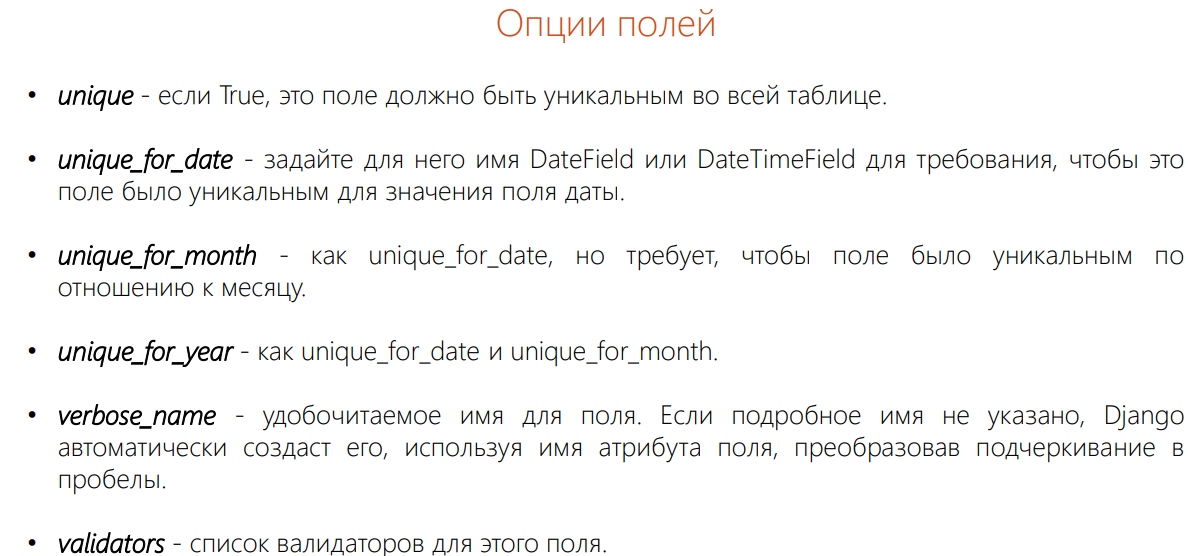 Опции полей
• unique - если True, это поле должно быть уникальным во всей таблице.
• unique_for_date - задайте для него имя DateField или DateTimeField для требования, чтобы это
поле было уникальным для значения поля даты.
• unique_for_month - как unique_for_date, но требует, чтобы поле было уникальным по
отношению к месяцу.
• unique_for_year - как unique_for_date и unique_for_month.
• verbose_name - удобочитаемое имя для поля. Если подробное имя не указано, Django
автоматически создаст его, используя имя атрибута поля, преобразовав подчеркивание в
пробелы.
• validators - список валидаторов для этого поля.